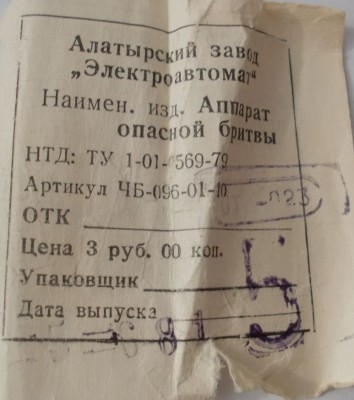 Алатырский завод
„Электроавтомат“
Наимен. изд. Аппарат
опасной бритвы
НТД: ТУ 1-01-569-79
Артикул ЧБ-096-01-10
ОТК
Цена 3 руб. 00 коп.
Упаковщик
5
Дата выпуска